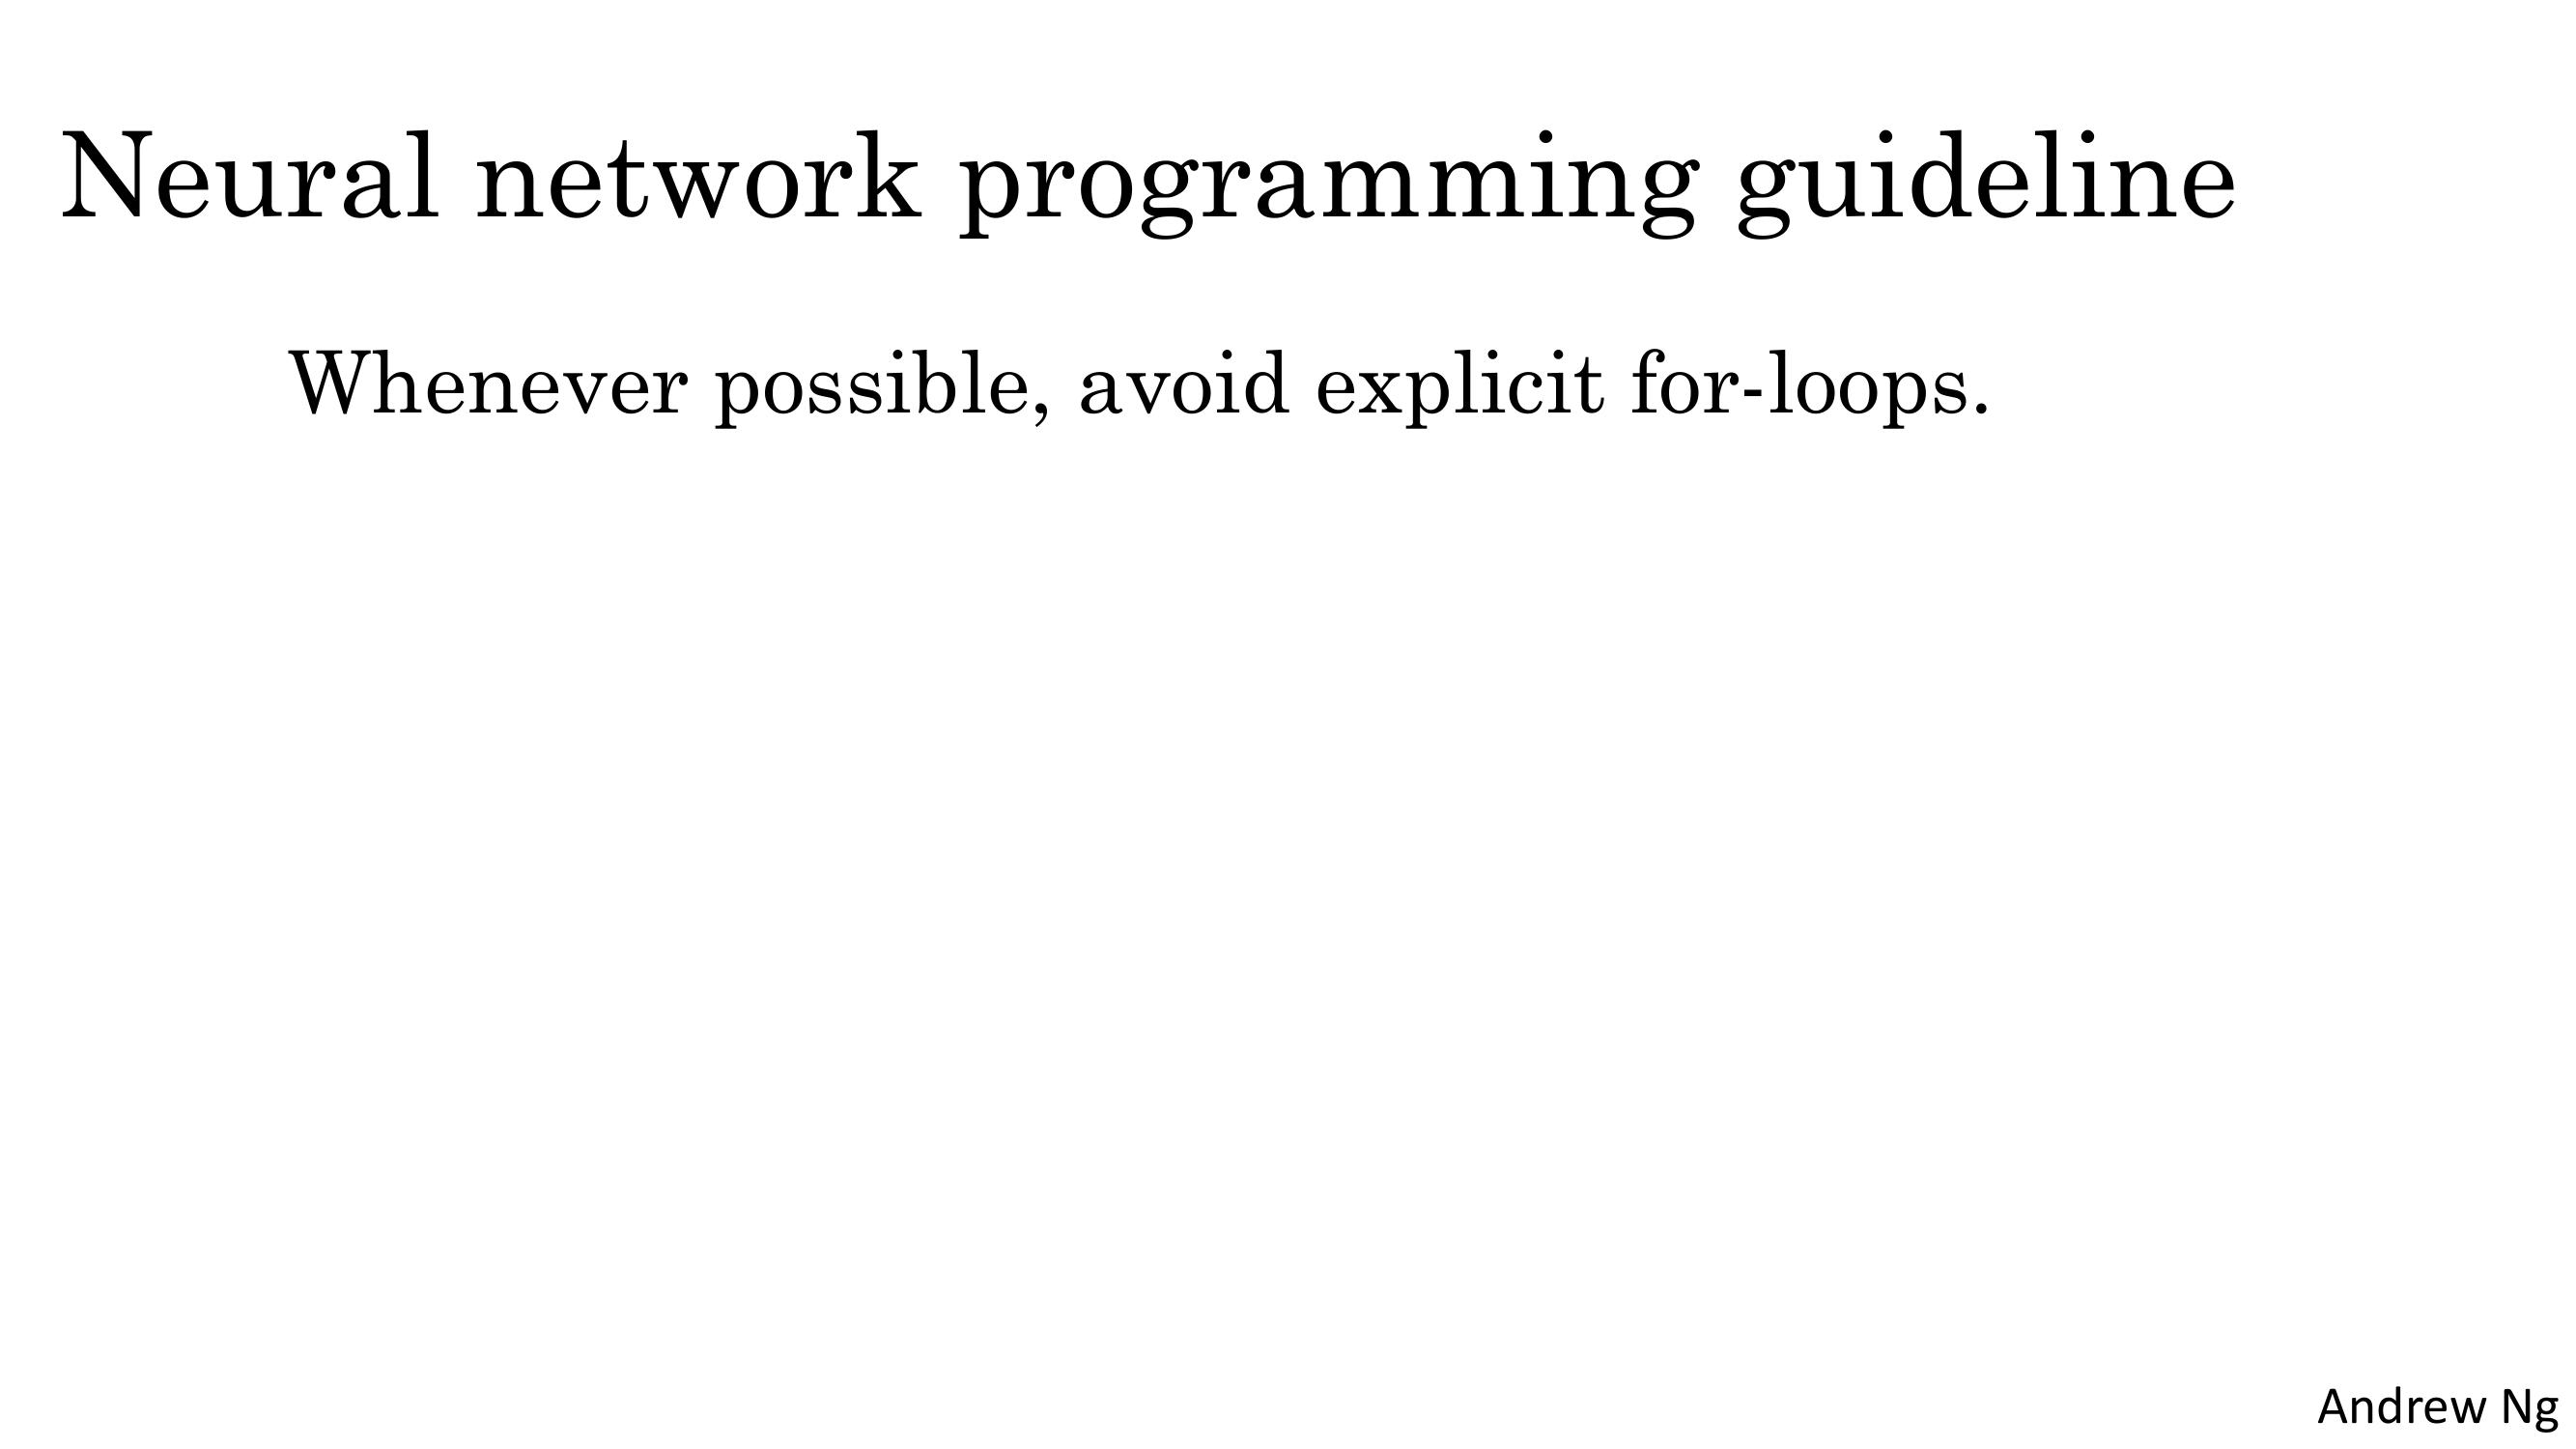 Neural network programming guideline
Whenever possible, avoid explicit for-loops.
Andrew Ng